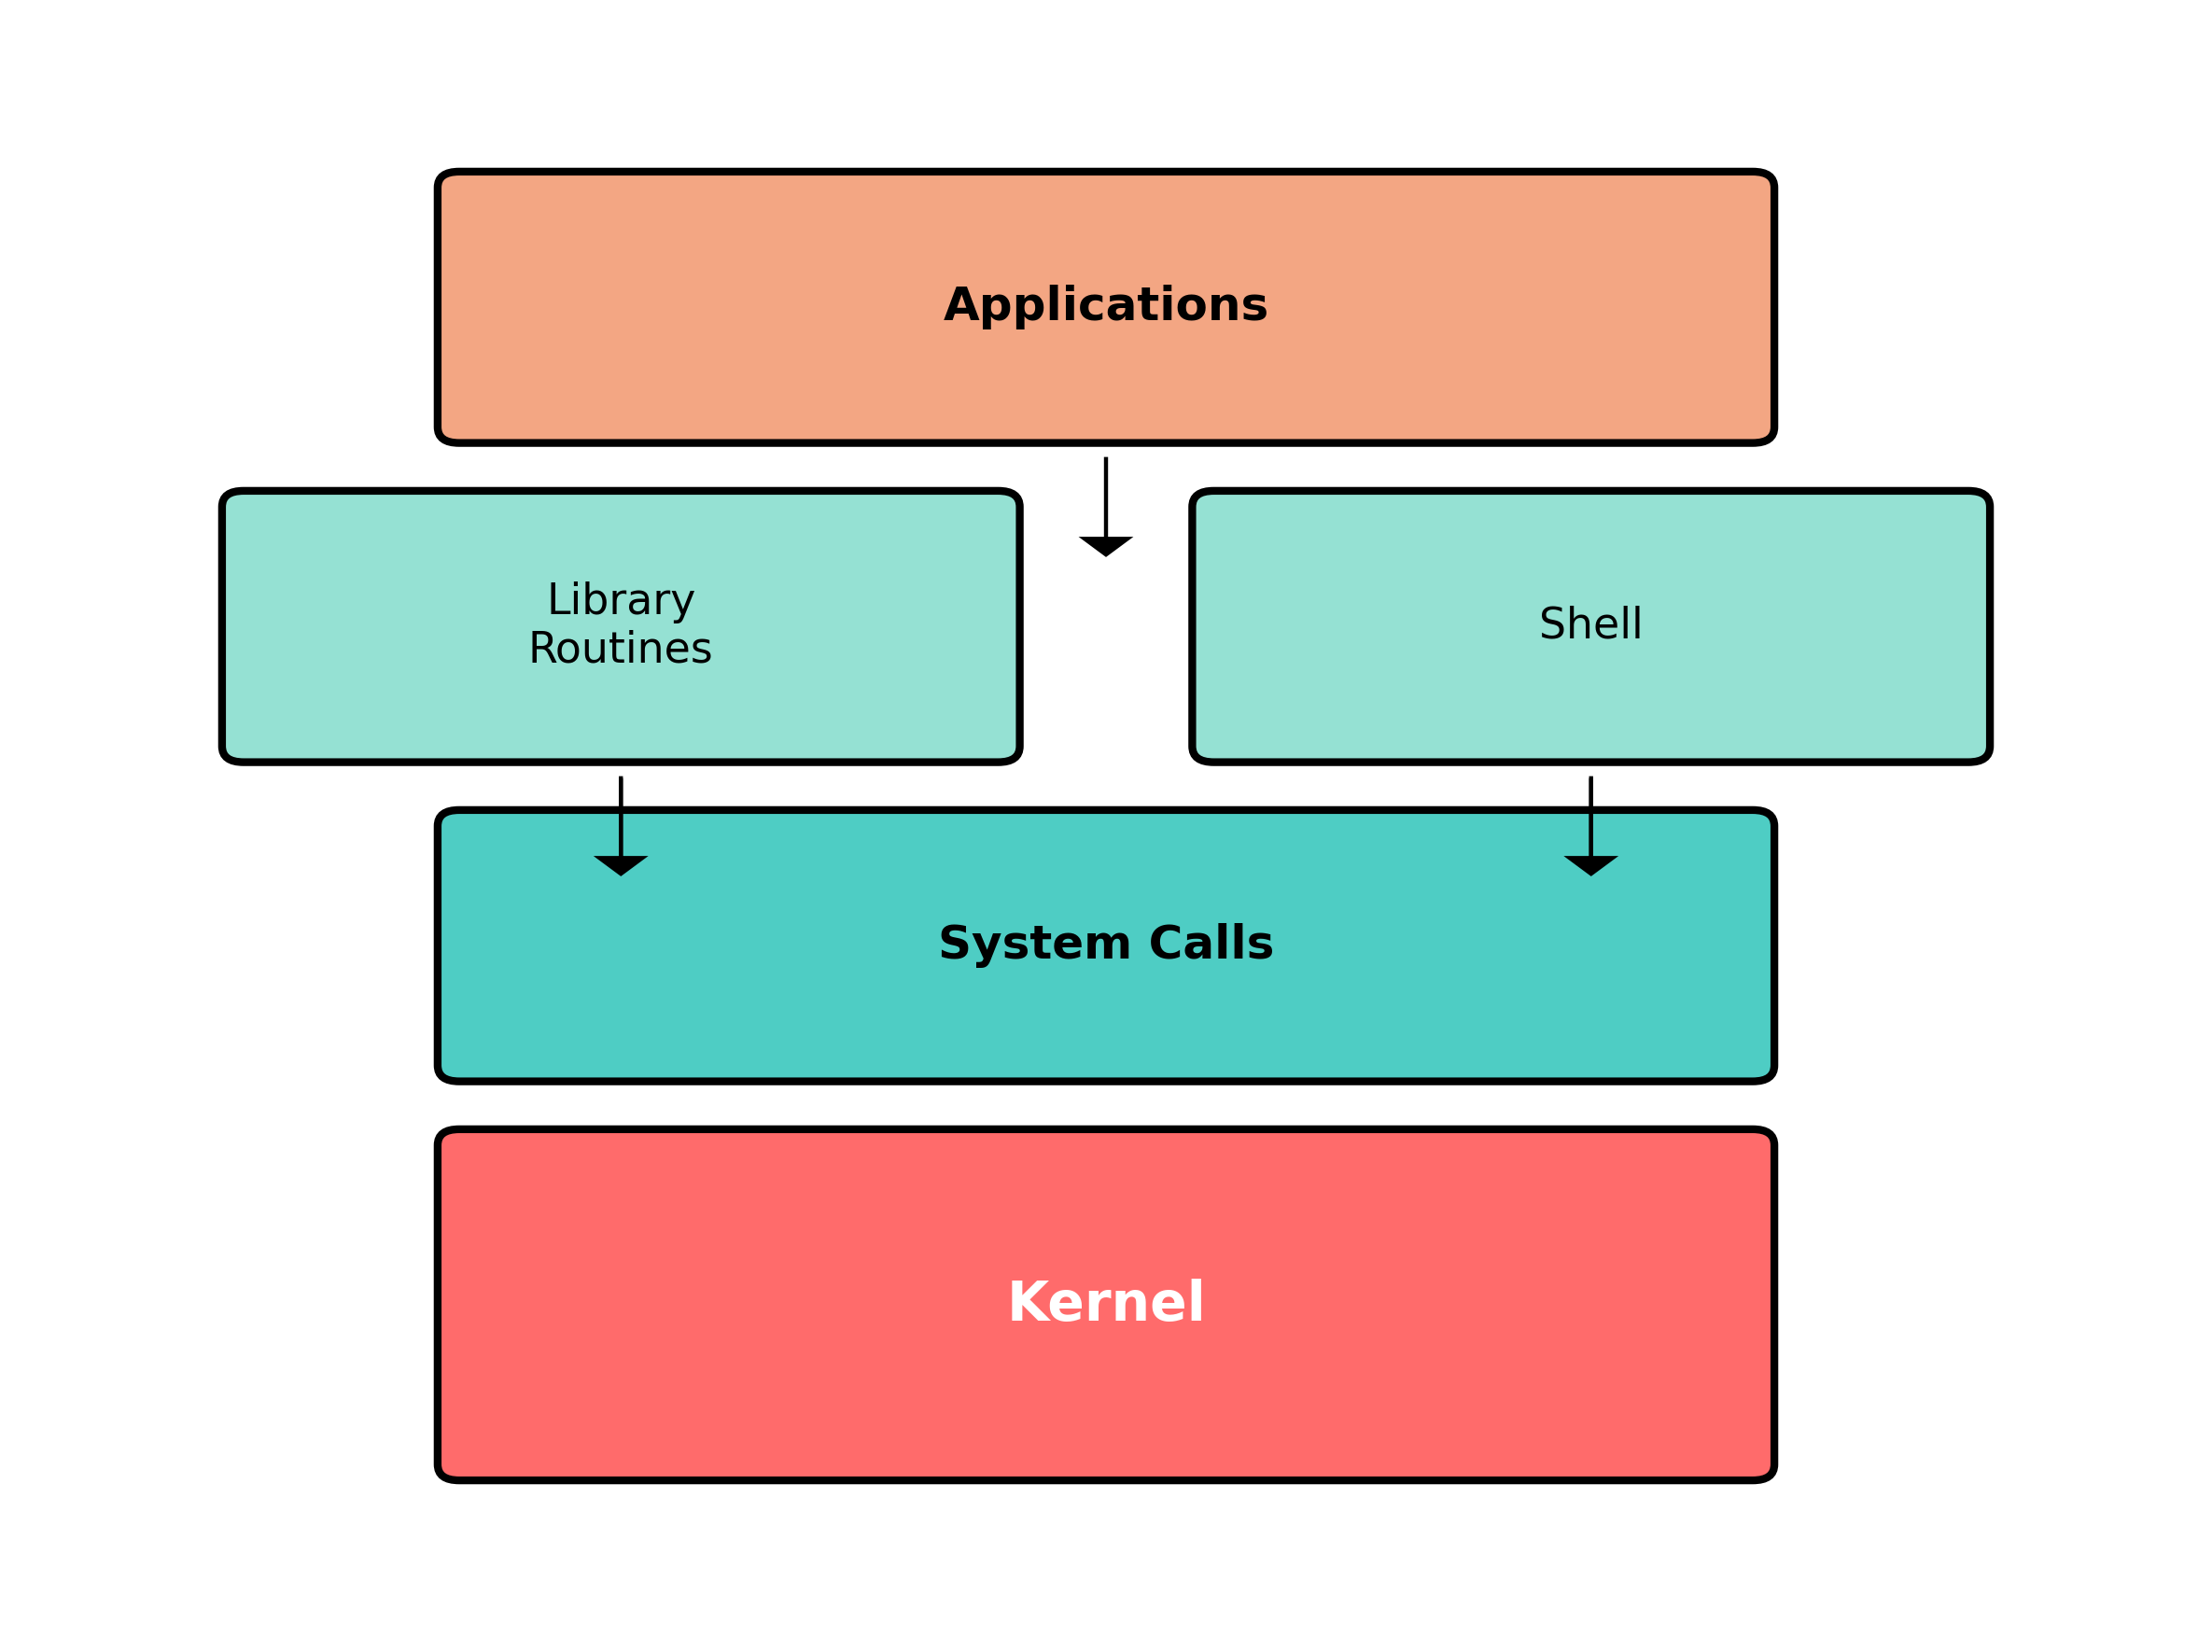 Applications
Library
Routines
Shell
System Calls
Kernel